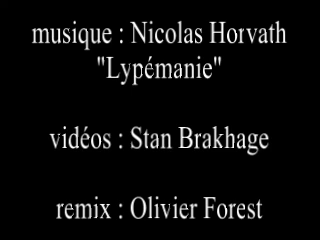 musique : Nicolas Horvath
"Lypémanie"
vidéos : Stan Brakhage
remix : Olivier Forest